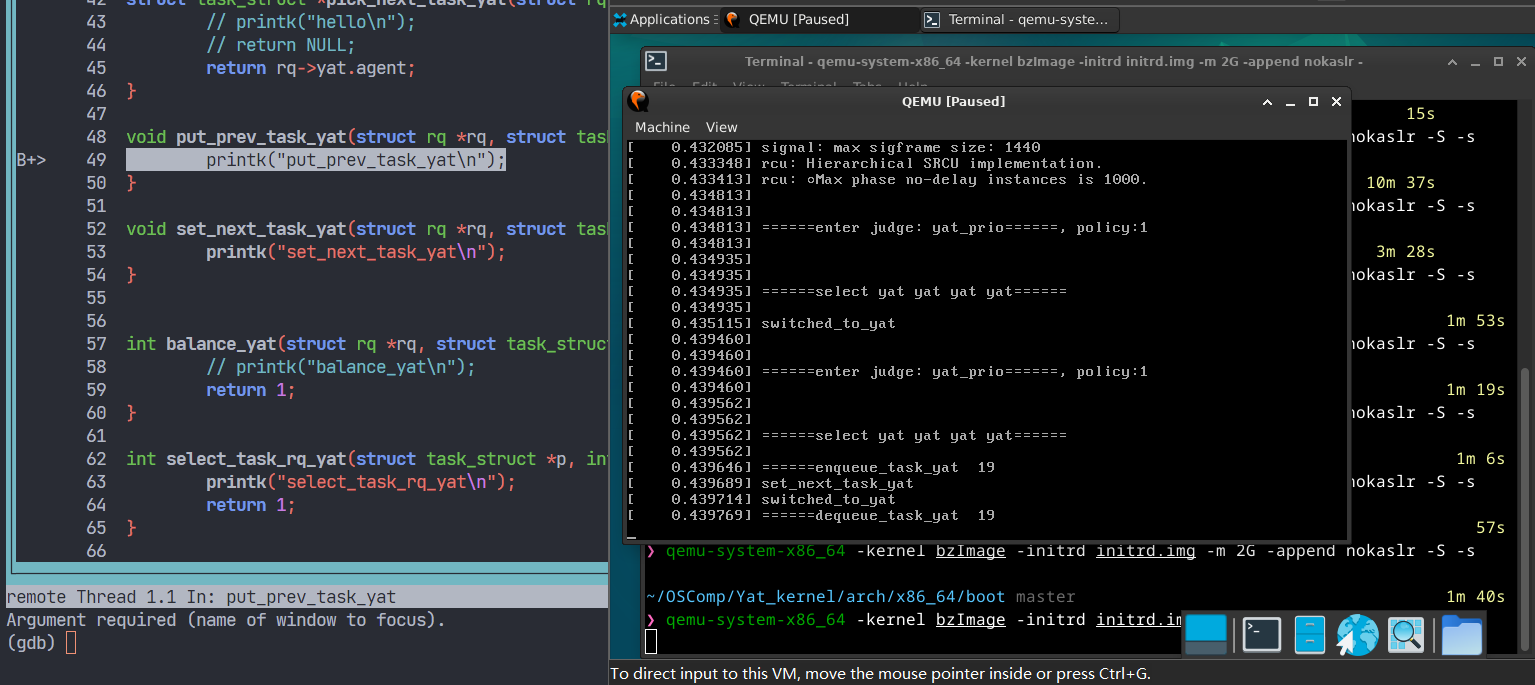 42 struct task_struct *pick_next_task_yat(struct rq
43 // printk("hello\n");
44 // return NULL;
45 return rq->yat.agent;
46 }
47
48 void put_prev_task_yat(struct rq *rq, struct tas
B+> 49 printk("put_prev_task_yat\n");
50 }
51
52 void set_next_task_yat(struct rq *rq, struct tas
53 printk("set_next_task_yat\n");
54 }
55
56
57 int balance_yat(struct rq *rq, struct task_struc
58 // printk("balance_yat\n");
59 return 1;
60 }
61
62 int select_task_rq_yat(struct task_struct *p, in
63 printk("select_task_rq_yat\n");
64 return 1;
65 }
66
remote Thread 1.1 In: put_prev_task_yat
Argument required (name of window to focus).
(gdb)
Applications QEMU [Paused] Terminal - qemu-syste...
Terminal - qemu-system-x86_64 -kernel bzImage -initrd initrd.img -m 2G -append nokaslr -
File Edit View Terminal Tabs Help
QEMU [Paused]
Machine View
[ 0.432085] signal: max sigframe size: 1440
[ 0.433348] rcu: Hierarchical SRCU implementation.
[ 0.433413] rcu: oMax phase no-delay instances is 1000.
[ 0.434813]
[ 0.434813]
[ 0.434813] ======enter judge: yat_prio======, policy:1
[ 0.434813]
[ 0.434935]
[ 0.434935]
[ 0.434935] ======select yat yat yat yat======
[ 0.434935]
[ 0.435115] switched_to_yat
[ 0.439460]
[ 0.439460]
[ 0.439460] ======enter judge: yat_prio======, policy:1
[ 0.439460]
[ 0.439562]
[ 0.439562]
[ 0.439562] ======select yat yat yat yat======
[ 0.439562]
[ 0.439646] ======enqueue_task_yat 19
[ 0.439689] set_next_task_yat
[ 0.439714] switched_to_yat
[ 0.439769] ======dequeue_task_yat 19
15s
nokaslr -S -s
10m 37s
nokaslr -S -s
3m 28s
nokaslr -S -s
1m 53s
nokaslr -S -s
1m 19s
nokaslr -S -s
1m 6s
nokaslr -S -s
57s
❯ qemu-system-x86_64 -kernel bzImage -initrd initrd.img -m 2G -append nokaslr -S -s
~/OSComp/Yat_kernel/arch/x86_64/boot master 1m 40s
❯ qemu-system-x86_64 -kernel bzImage -initrd initrd.im
To direct input to this VM, move the mouse pointer inside or press Ctrl+G.